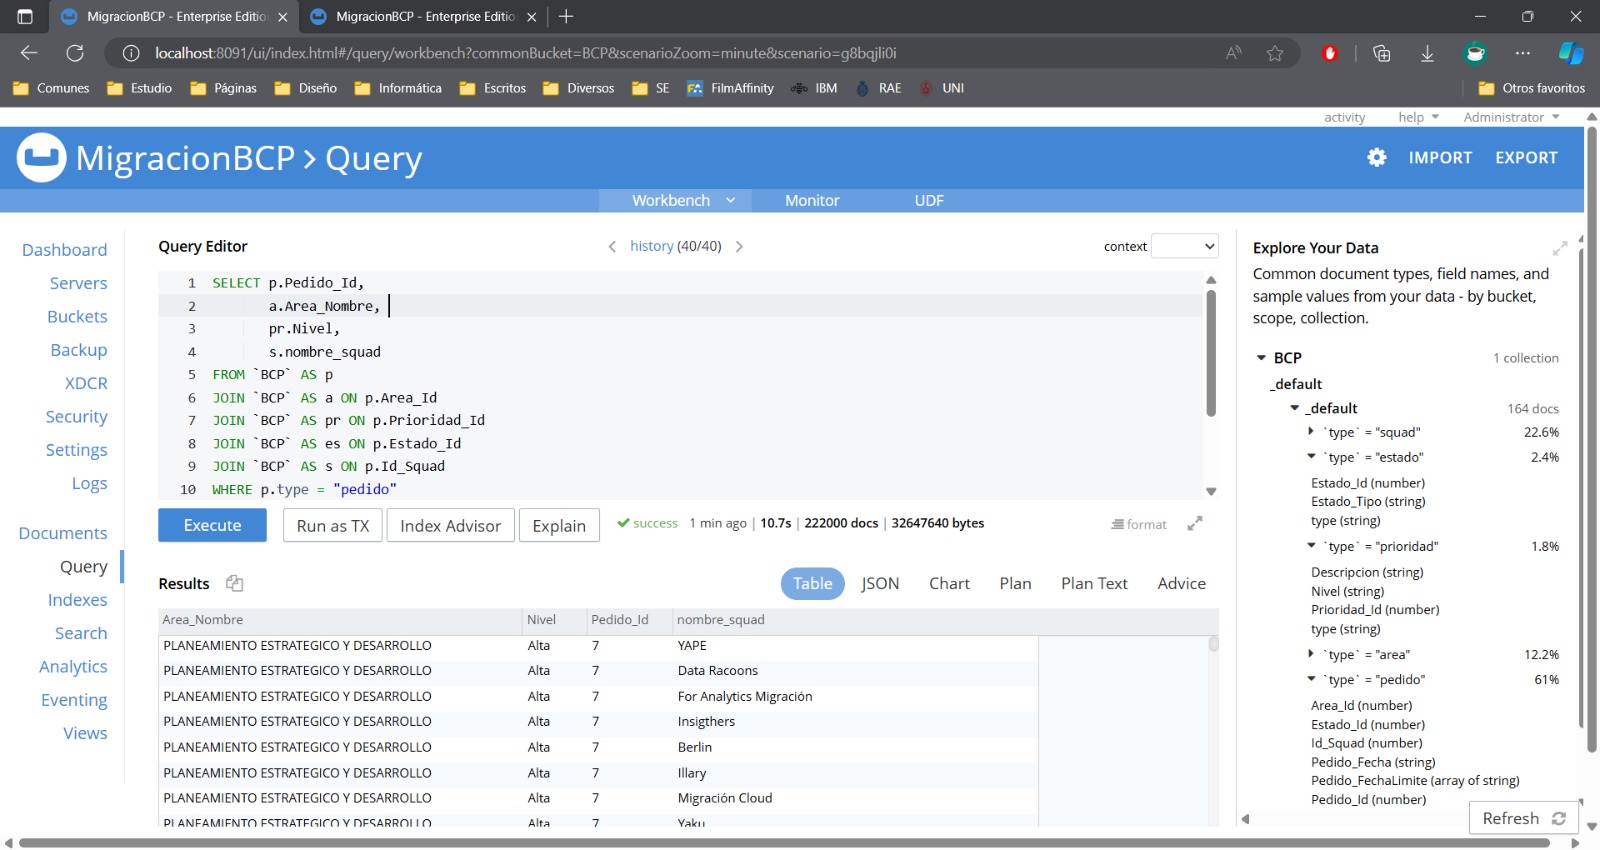 MigracionBCP - Enterprise Editio
MigracionBCP - Enterprise Editio
localhost:8091/ui/index.html#/query/workbench?commonBucket=BCP&scenarioZoom=minute&scenario=g8bqjli0i
Comunes Estudio Páginas Diseño Informática Escritos Diversos SE FilmAffinity IBM RAE UNI Otros favoritos
activity help Administrator
MigracionBCP > Query IMPORT EXPORT
Workbench Monitor UDF
Dashboard
Servers
Buckets
Backup
XDCR
Security
Settings
Logs
Documents
Query
Indexes
Search
Analytics
Eventing
Views
Query Editor history (40/40) context
1 SELECT p.Pedido_Id,
2 a.Area_Nombre,
3 pr.Nivel,
4 s.nombre_squad
5 FROM `BCP` AS p
6 JOIN `BCP` AS a ON p.Area_Id
7 JOIN `BCP` AS pr ON p.Prioridad_Id
8 JOIN `BCP` AS es ON p.Estado_Id
9 JOIN `BCP` AS s ON p.Id_Squad
10 WHERE p.type = "pedido"
Execute Run as TX Index Advisor Explain success 1 min ago | 10.7s | 222000 docs | 32647640 bytes format
Results Table JSON Chart Plan Plan Text Advice
Area_Nombre Nivel Pedido_Id nombre_squad
PLANEAMIENTO ESTRATEGICO Y DESARROLLO Alta 7 YAPE
PLANEAMIENTO ESTRATEGICO Y DESARROLLO Alta 7 Data Racoons
PLANEAMIENTO ESTRATEGICO Y DESARROLLO Alta 7 For Analytics Migración
PLANEAMIENTO ESTRATEGICO Y DESARROLLO Alta 7 Insigthers
PLANEAMIENTO ESTRATEGICO Y DESARROLLO Alta 7 Berlin
PLANEAMIENTO ESTRATEGICO Y DESARROLLO Alta 7 Illary
PLANEAMIENTO ESTRATEGICO Y DESARROLLO Alta 7 Migración Cloud
PLANEAMIENTO ESTRATEGICO Y DESARROLLO Alta 7 Yaku
Explore Your Data
Common document types, field names, and
sample values from your data - by bucket,
scope, collection.
BCP 1 collection
_default
_default 164 docs
`type` = "squad" 22.6%
`type` = "estado" 2.4%
Estado_Id (number)
Estado_Tipo (string)
type (string)
`type` = "prioridad" 1.8%
Descripcion (string)
Nivel (string)
Prioridad_Id (number)
type (string)
`type` = "area" 12.2%
`type` = "pedido" 61%
Area_Id (number)
Estado_Id (number)
Id_Squad (number)
Pedido_Fecha (string)
Pedido_FechaLimite (array of string)
Pedido_Id (number)
Refresh